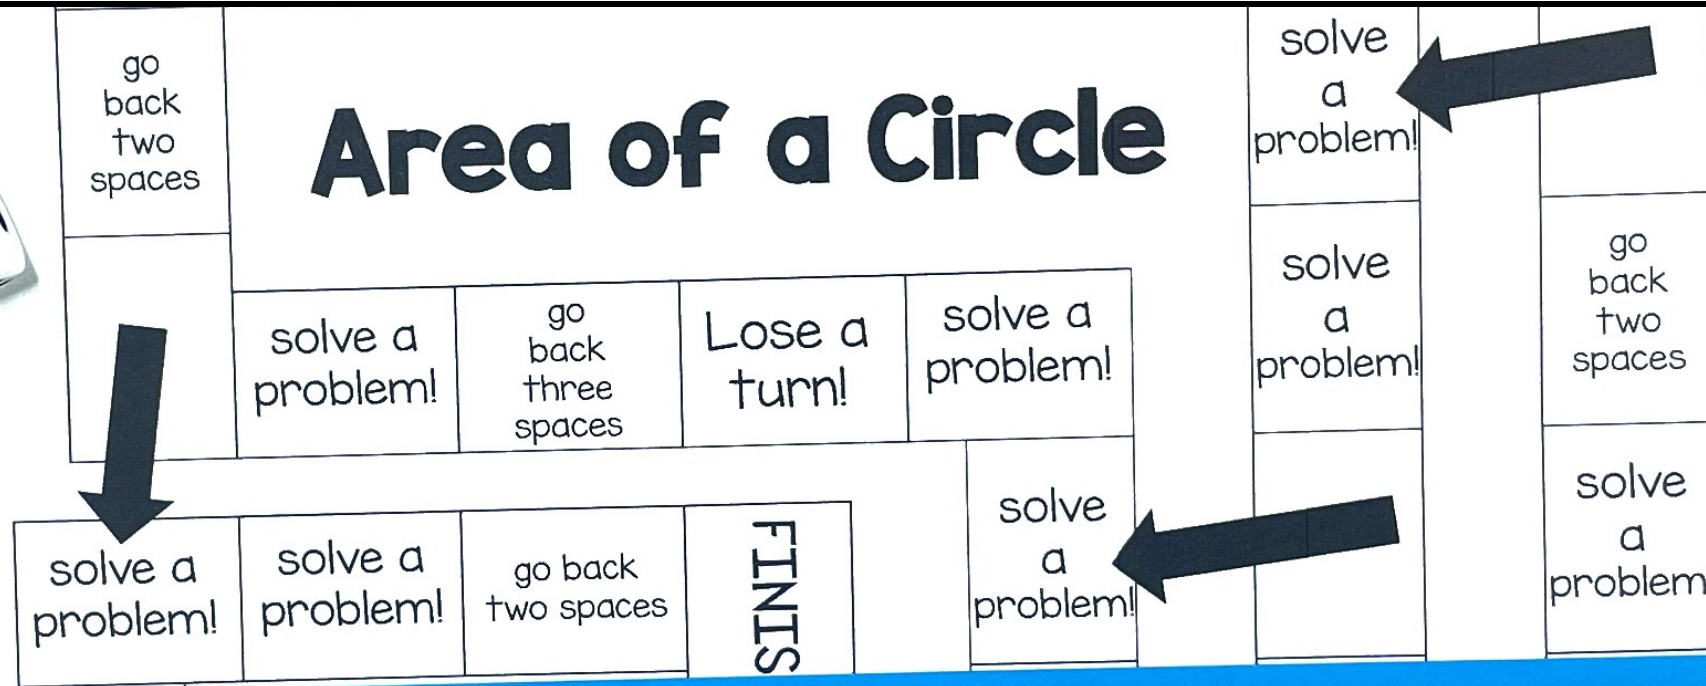 go
back
two
spaces
Area of a Circle
solve
a
problem!
solve
a
problem!
go
back
two
spaces
solve a
problem!
go
back
three
spaces
Lose a
turn!
solve a
problem!
solve
a
problem
solve a
problem!
solve a
problem!
go back
two spaces
FINIS
solve
a
problem!